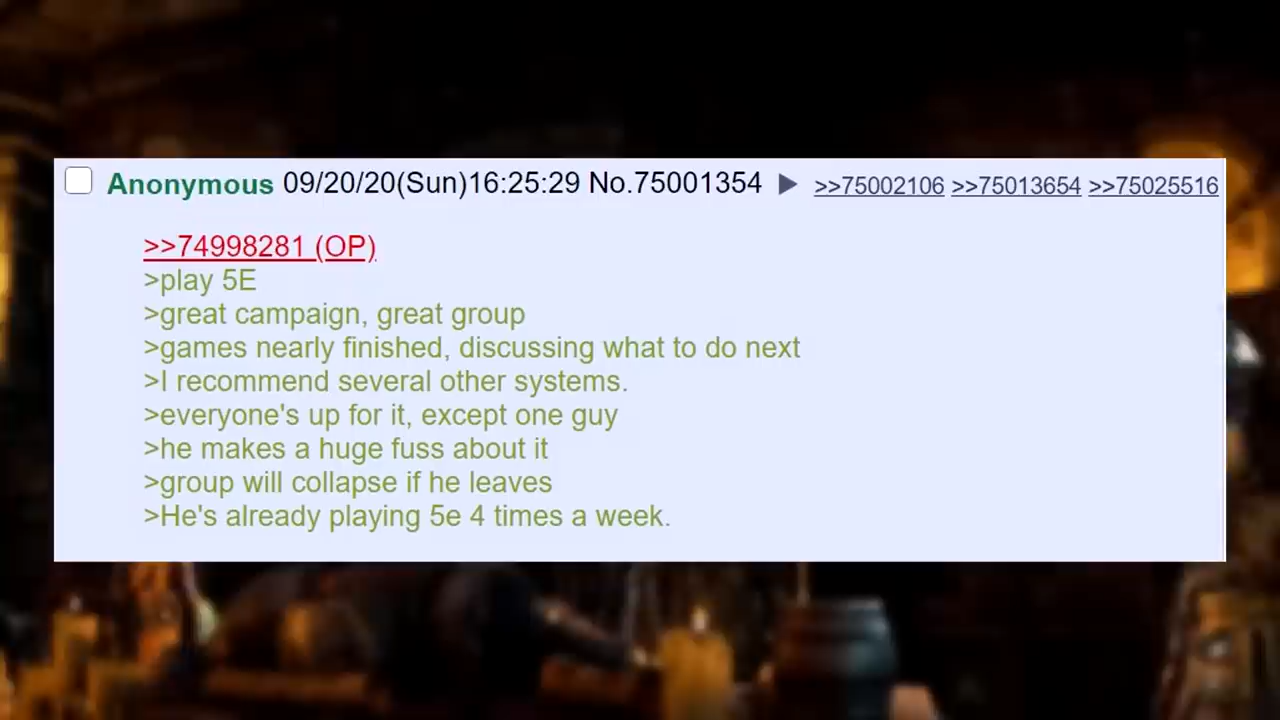 Anonymous 09/20/20(Sun)16:25:29 No.75001354 ▶ >>75002106 >>75013654 >>75025516
>>74998281 (OP)
>play 5E
>great campaign, great group
>games nearly finished, discussing what to do next
>I recommend several other systems.
>everyone's up for it, except one guy
>he makes a huge fuss about it
>group will collapse if he leaves
>He's already playing 5e 4 times a week.